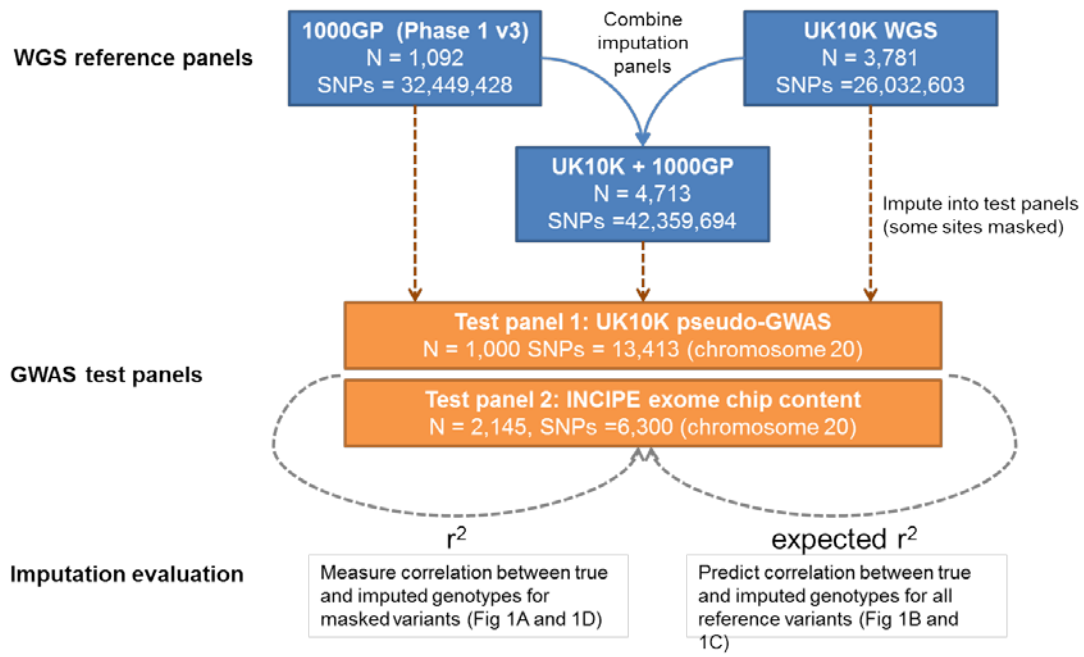 WGS reference panels
1000GP (Phase 1 v3)
N = 1,092
SNPs = 32,449,428
Combine
imputation
panels
UK10K WGS
N = 3,781
SNPs =26,032,603
UK10K + 1000GP
N = 4,713
SNPs =42,359,694
Impute into test panels
(some sites masked)
GWAS test panels
Test panel 1: UK10K pseudo-GWAS
N = 1,000 SNPs = 13,413 (chromosome 20)
Test panel 2: INCIPE exome chip content
N = 2,145, SNPs =6,300 (chromosome 20)
Imputation evaluation
r²
Measure correlation between true
and imputed genotypes for
masked variants (Fig 1A and 1D)
expected r²
Predict correlation between true
and imputed genotypes for all
reference variants (Fig 1B and
1C)